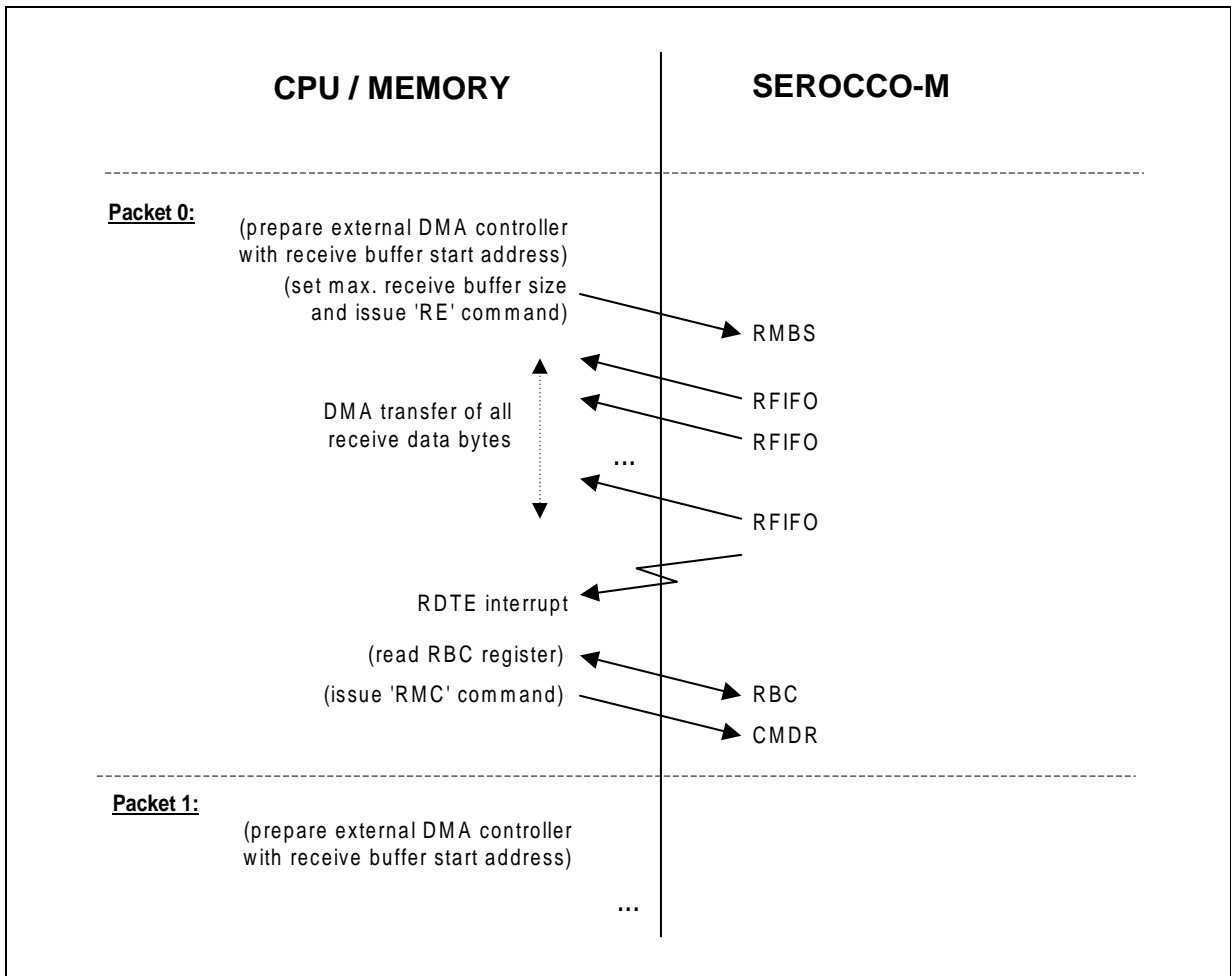 CPU / MEMORY
SEROCCO-M
Packet 0:
(prepare external DMA controller
with receive buffer start address)
(set max. receive buffer size
and issue 'RE' command)
RMBS
RFIFO
DMA transfer of all
receive data bytes
RFIFO
...
RFIFO
RDTE interrupt
(read RBC register)
RBC
(issue 'RMC' command)
CMDR
Packet 1:
(prepare external DMA controller
with receive buffer start address)
...